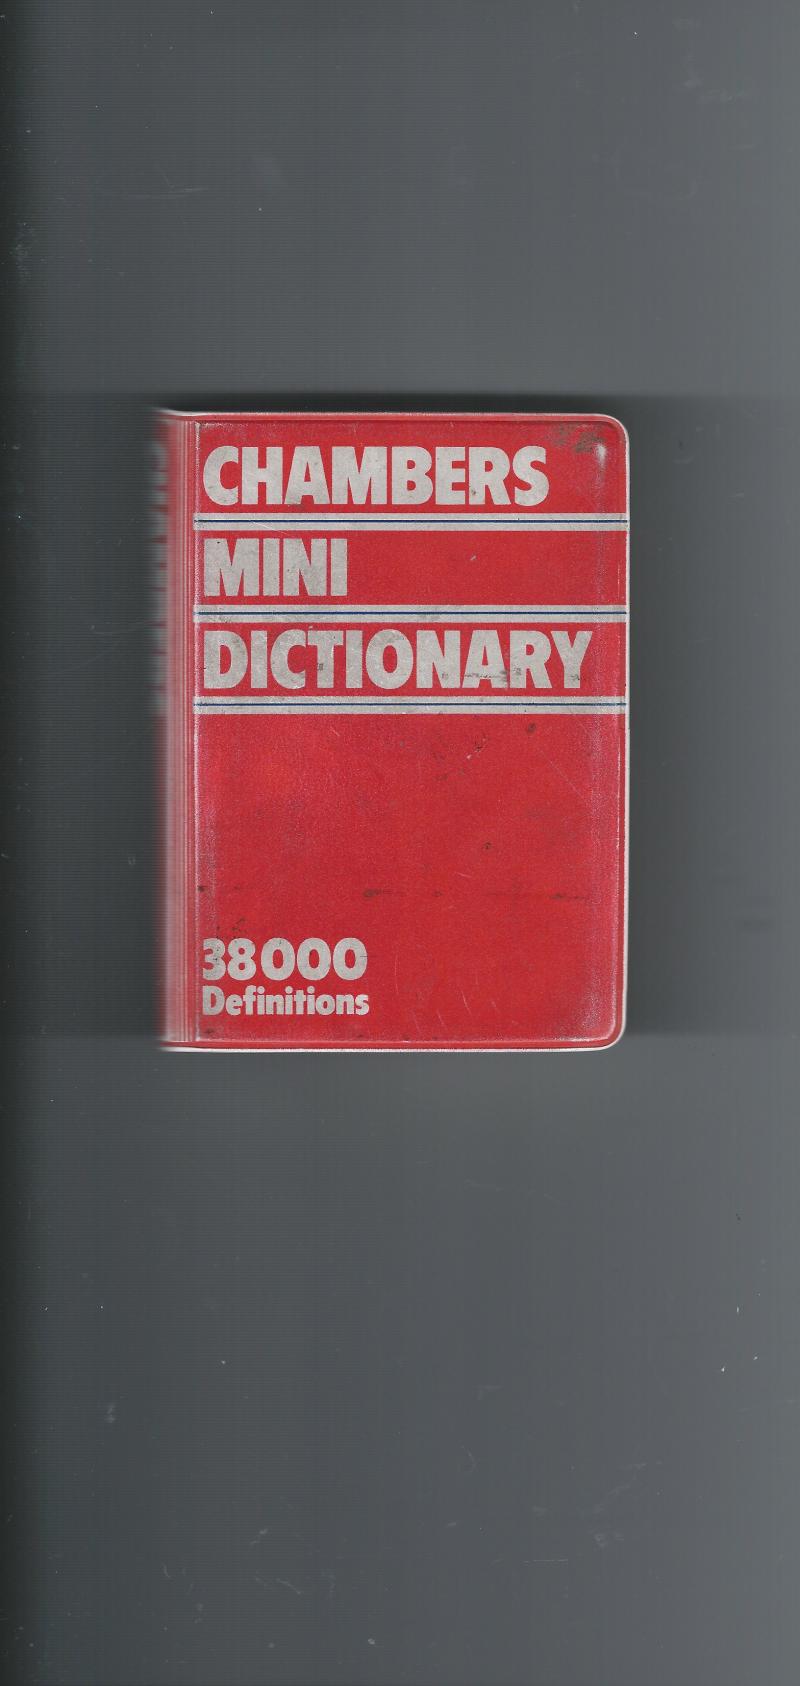 CHAMBERS
MINI
DICTIONARY
38000
Definitions